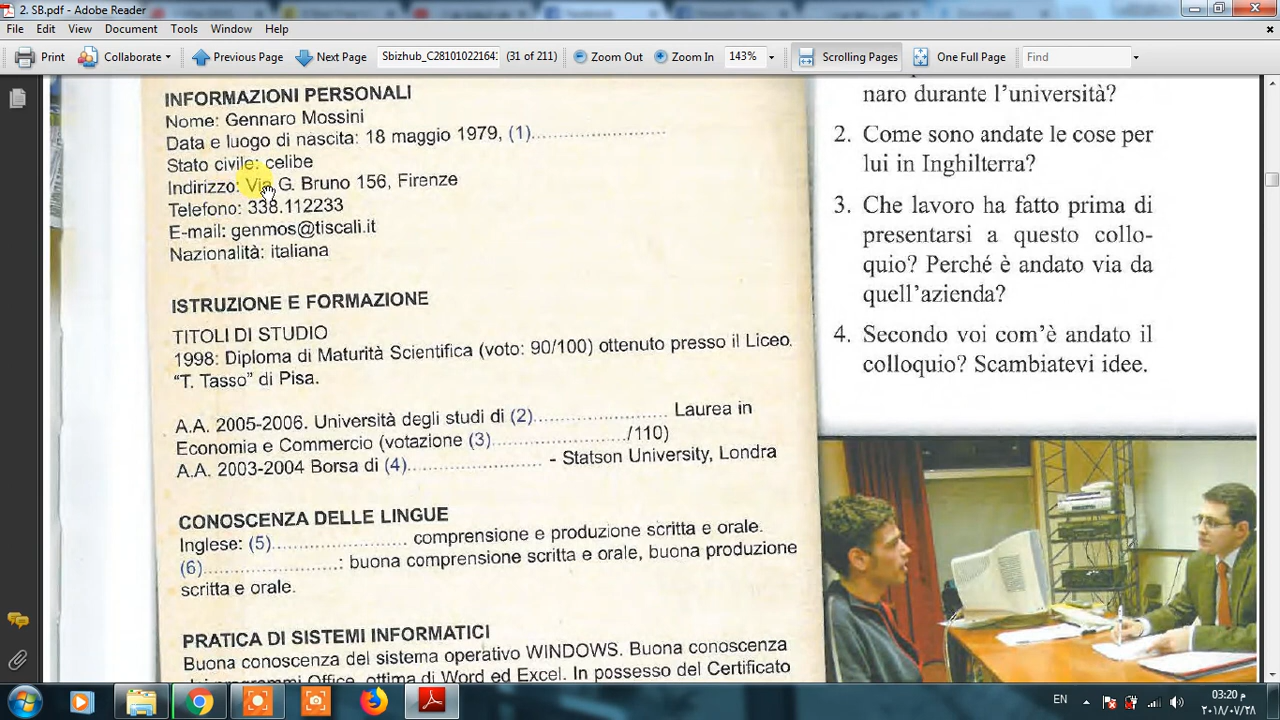 2. SB.pdf - Adobe Reader
File Edit View Document Tools Window Help
Print Collaborate Previous Page Next Page Sbizhub_C28101022164 (31 of 211) Zoom Out Zoom In 143% Scrolling Pages One Full Page Find
INFORMAZIONI PERSONALI
Nome: Gennaro Mossini
Data e luogo di nascita: 18 maggio 1979, (1)........................
Stato civile: celibe
Indirizzo: Via G. Bruno 156, Firenze
Telefono: 338.112233
E-mail: genmos@tiscali.it
Nazionalità: italiana
ISTRUZIONE E FORMAZIONE
TITOLI DI STUDIO
1998: Diploma di Maturità Scientifica (voto: 90/100) ottenuto presso il Liceo.
“T. Tasso” di Pisa.
A.A. 2005-2006. Università degli studi di (2)........................ Laurea in
Economia e Commercio (votazione (3)......................../110)
A.A. 2003-2004 Borsa di (4)........................ - Statson University, Londra
CONOSCENZA DELLE LINGUE
Inglese: (5)........................ comprensione e produzione scritta e orale.
(6)........................: buona comprensione scritta e orale, buona produzione
scritta e orale.
PRATICA DI SISTEMI INFORMATICI
Buona conoscenza del sistema operativo WINDOWS. Buona conoscenza
dei programmi Office, ottima di Word ed Excel. In possesso del Certificato
naro durante l’università?
2. Come sono andate le cose per
lui in Inghilterra?
3. Che lavoro ha fatto prima di
presentarsi a questo collo-
quio? Perché è andato via da
quell’azienda?
4. Secondo voi com’è andato il
colloquio? Scambiatevi idee.
EN
03:20 م
٢٠١٨/٠٧/٢٨